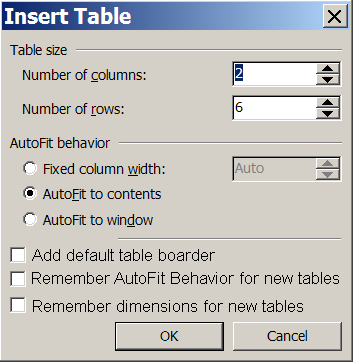 Insert Table
Table size
Number of columns: 2
Number of rows: 6
AutoFit behavior
Fixed column width: Auto
AutoFit to contents
AutoFit to window
Add default table boarder
Remember AutoFit Behavior for new tables
Remember dimensions for new tables
OK Cancel